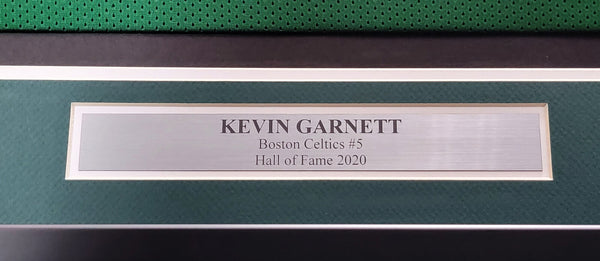 KEVIN GARNETT
Boston Celtics #5
Hall of Fame 2020